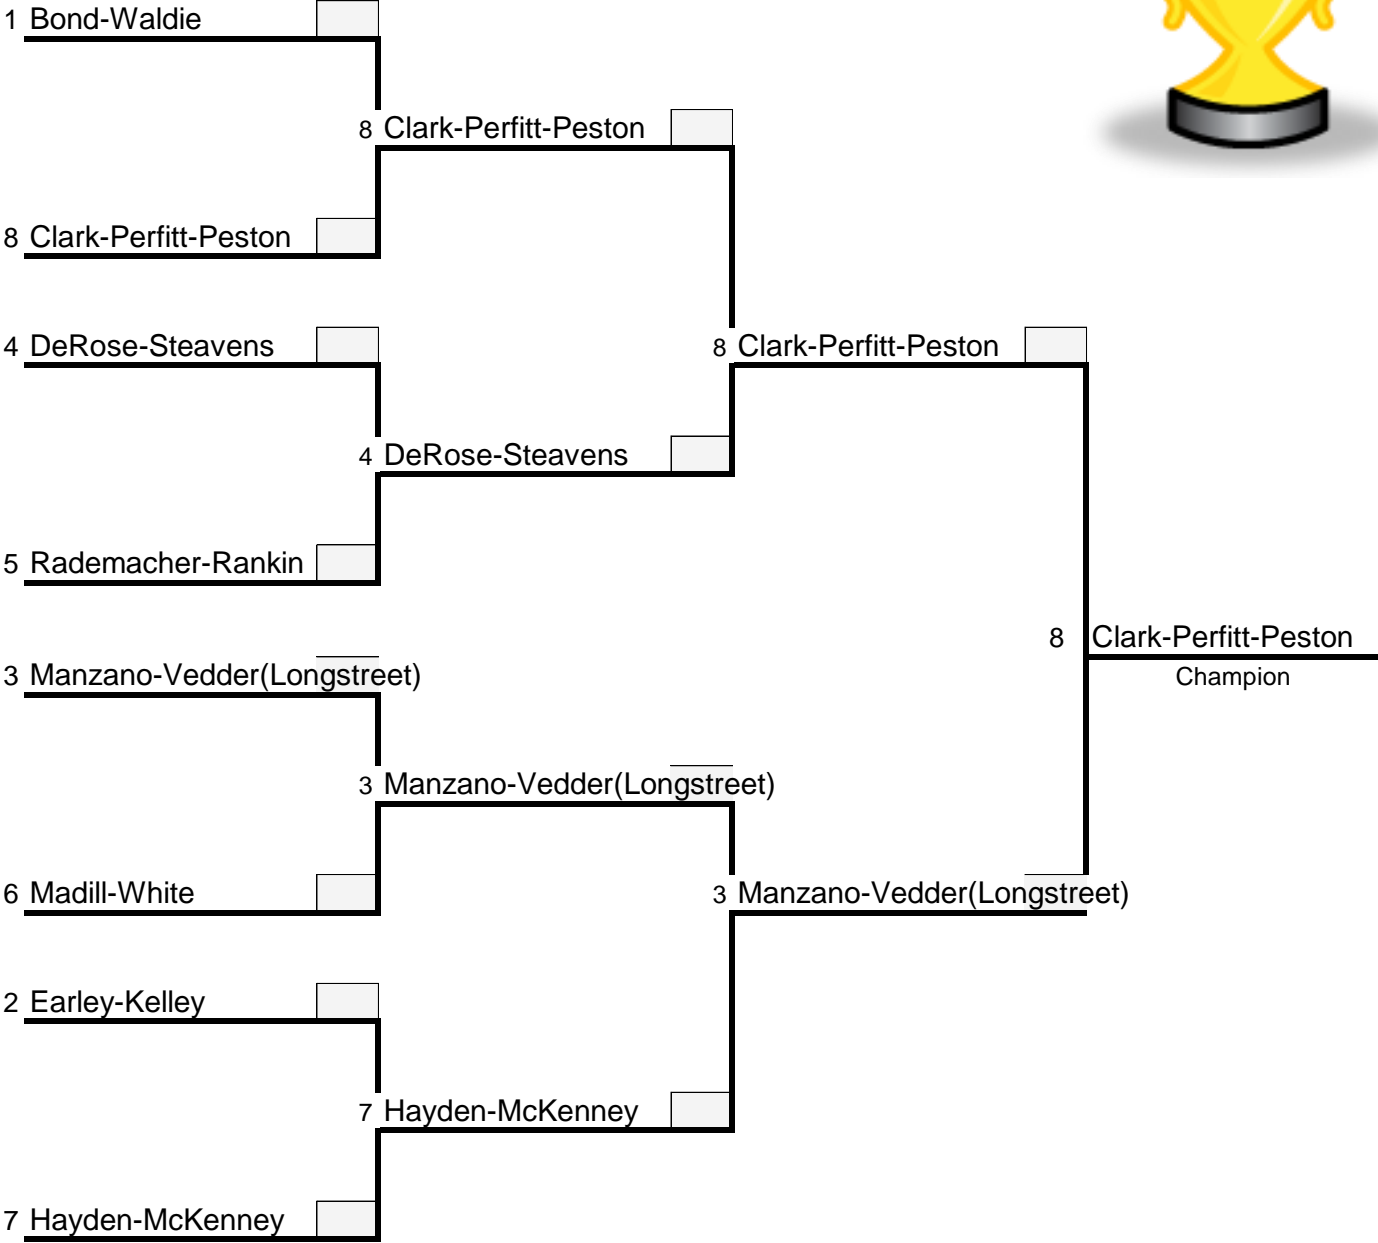 1 Bond-Waldie
8 Clark-Perfitt-Peston
8 Clark-Perfitt-Peston
4 DeRose-Steavens
8 Clark-Perfitt-Peston
4 DeRose-Steavens
5 Rademacher-Rankin
8 Clark-Perfitt-Peston
3 Manzano-Vedder(Longstreet)
Champion
3 Manzano-Vedder(Longstreet)
6 Madill-White
3 Manzano-Vedder(Longstreet)
2 Earley-Kelley
7 Hayden-McKenney
7 Hayden-McKenney